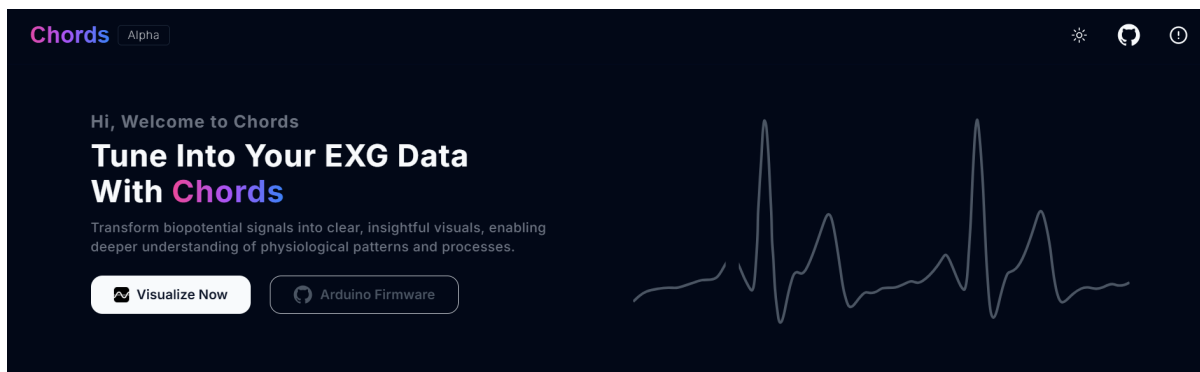 Chords Alpha
Hi, Welcome to Chords
Tune Into Your EXG Data
With Chords
Transform biopotential signals into clear, insightful visuals, enabling
deeper understanding of physiological patterns and processes.
Visualize Now
Arduino Firmware